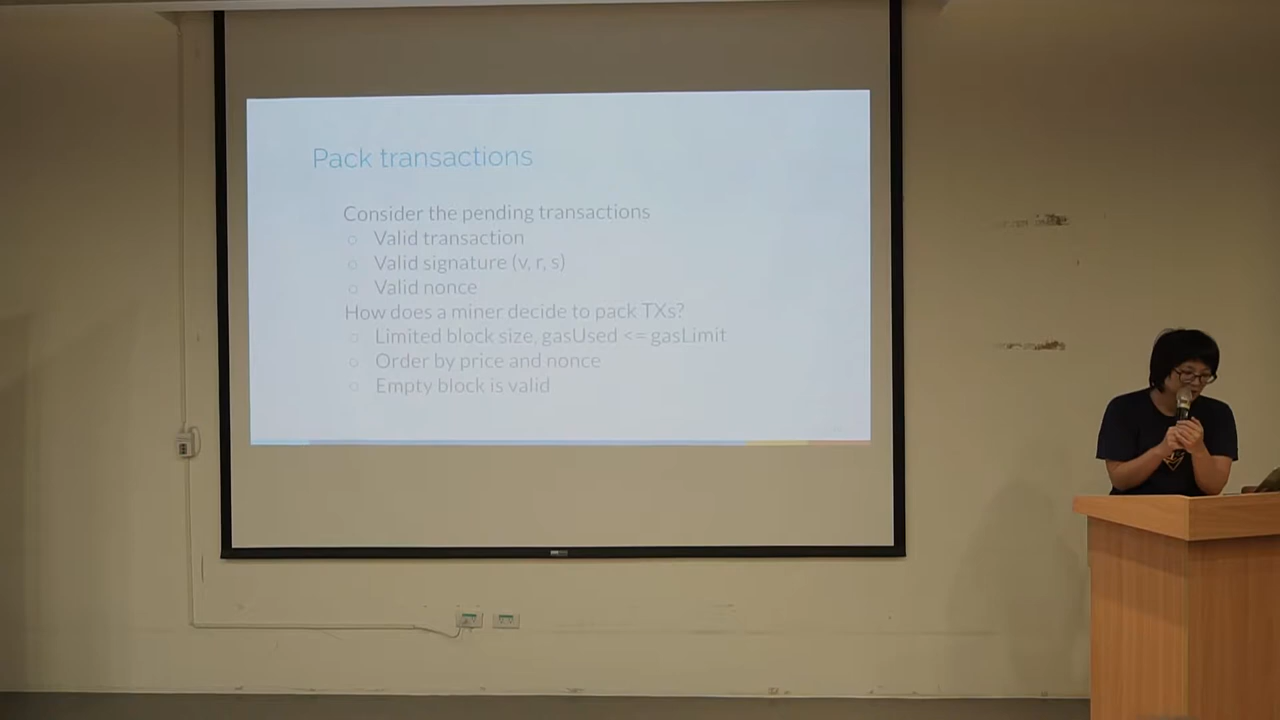 Pack transactions
Consider the pending transactions
Valid transaction
Valid signature (v, r, s)
Valid nonce
How does a miner decide to pack TXs?
Limited block size, gasUsed <= gasLimit
Order by price and nonce
Empty block is valid